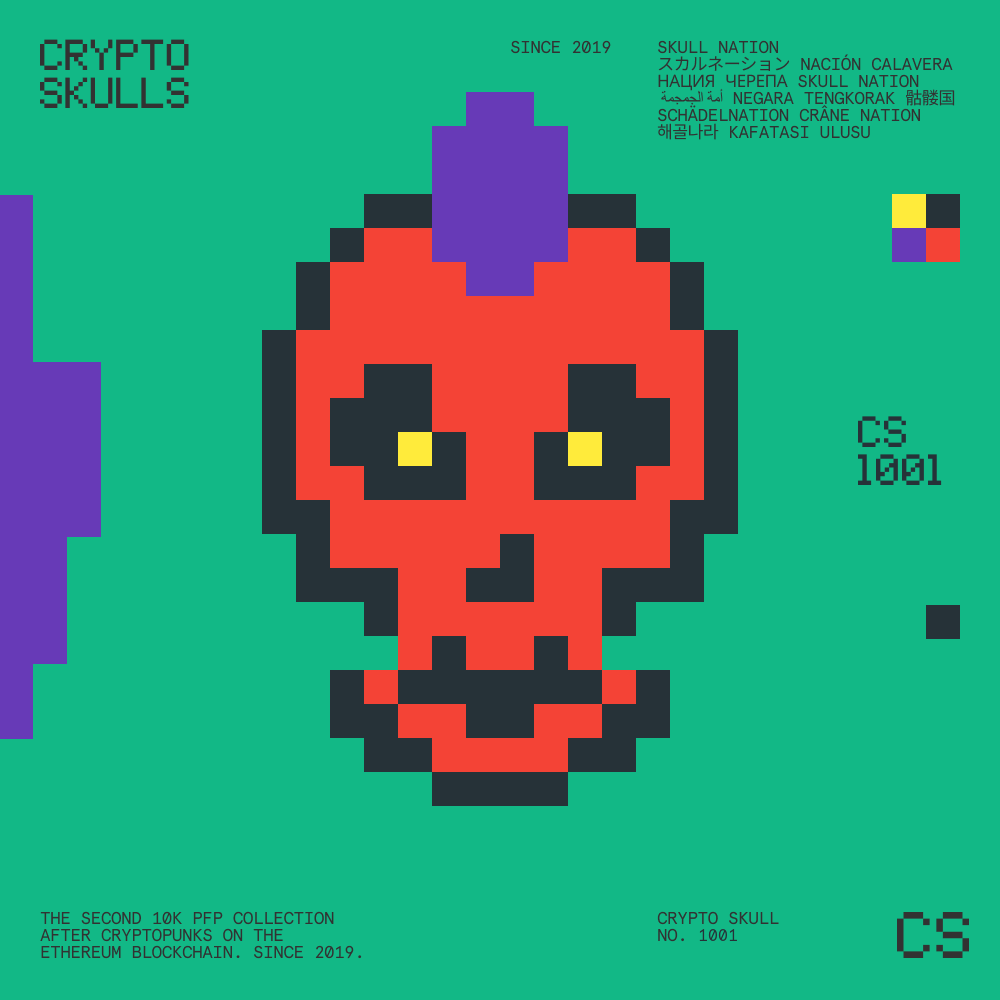 CRYPTO
SKULLS
SINCE 2019
SKULL NATION
スカルネーション NACIÓN CALAVERA
НАЦИЯ ЧЕРЕПА SKULL NATION
أمة الجمجمة NEGARA TENGKORAK 骷髅国
SCHÄDELNATION CRÂNE NATION
해골나라 KAFATASI ULUSU
CS
1001
THE SECOND 10K PFP COLLECTION
AFTER CRYPTOPUNKS ON THE
ETHEREUM BLOCKCHAIN. SINCE 2019.
CRYPTO SKULL
NO. 1001
CS